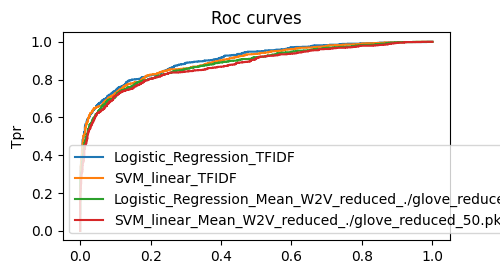 Roc curves
1.0
0.8
0.6
0.4
0.2
0.0
Tpr
Logistic_Regression_TFIDF
SVM_linear_TFIDF
Logistic_Regression_Mean_W2V_reduced_./glove_reduce
SVM_linear_Mean_W2V_reduced_./glove_reduced_50.pk
0.0 0.2 0.4 0.6 0.8 1.0